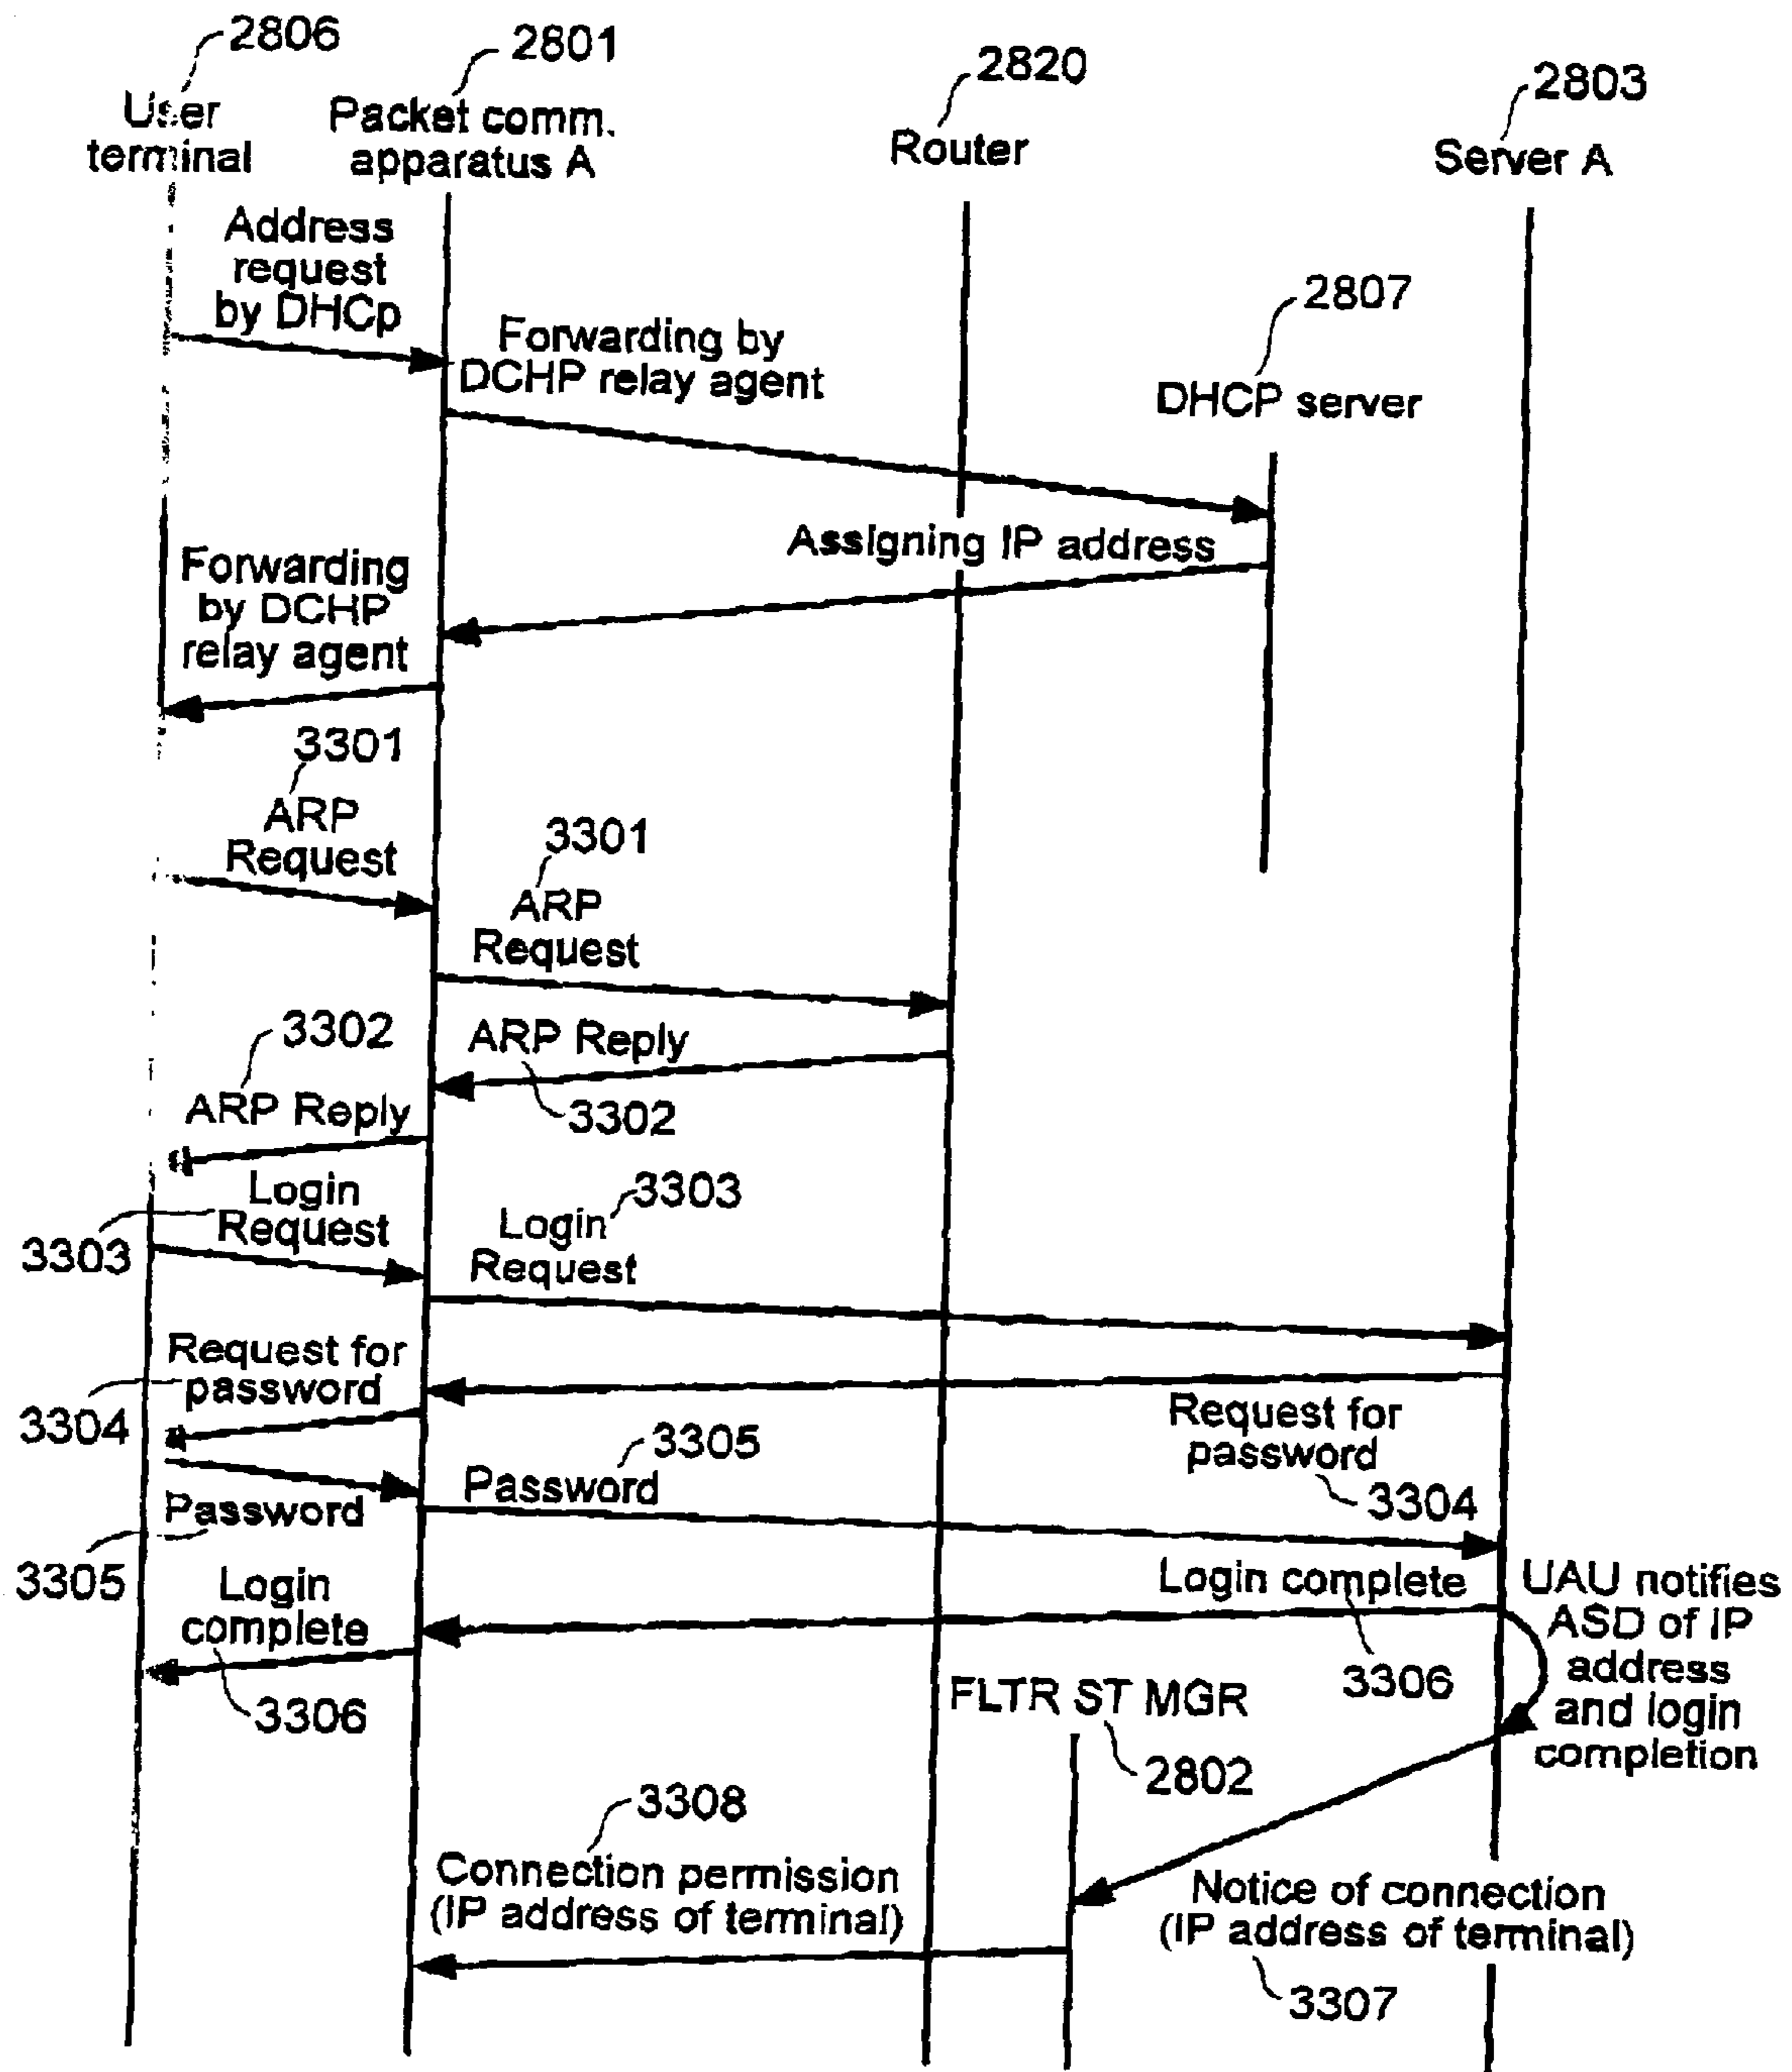 2806
2801
2820
2803
User
terminal
Packet comm.
apparatus A
Router
Server A
Address
request
by DHCp
2807
Forwarding by
DCHP relay agent
DHCP server
Assigning IP address
Forwarding
by DCHP
relay agent
3301
ARP
Request
3301
ARP
Request
3302
ARP Reply
3302
ARP Reply
Login
Request
3303
3303
Login
Request
Request for
password
3304
Request for
password
3304
3305
Password
Password
3305
Login complete
3306
Login
complete
3306
UAU notifies
ASD of IP
address
and login
completion
FLTR ST MGR
2802
3308
Connection permission
(IP address of terminal)
Notice of connection
(IP address of terminal)
3307